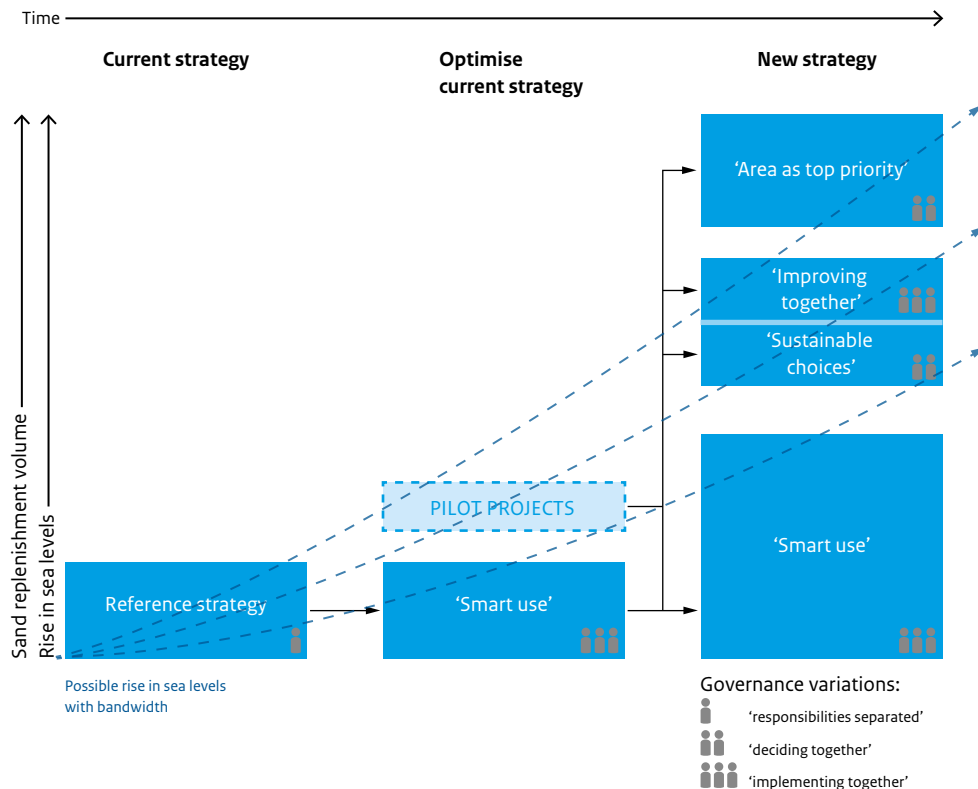 Time
Current strategy
Optimise
current strategy
New strategy
Sand replenishment volume
Rise in sea levels
‘Area as top priority’
‘Improving
together’
‘Sustainable
choices’
PILOT PROJECTS
Reference strategy
‘Smart use’
‘Smart use’
Possible rise in sea levels
with bandwidth
Governance variations:
‘responsibilities separated’
‘deciding together’
‘implementing together’